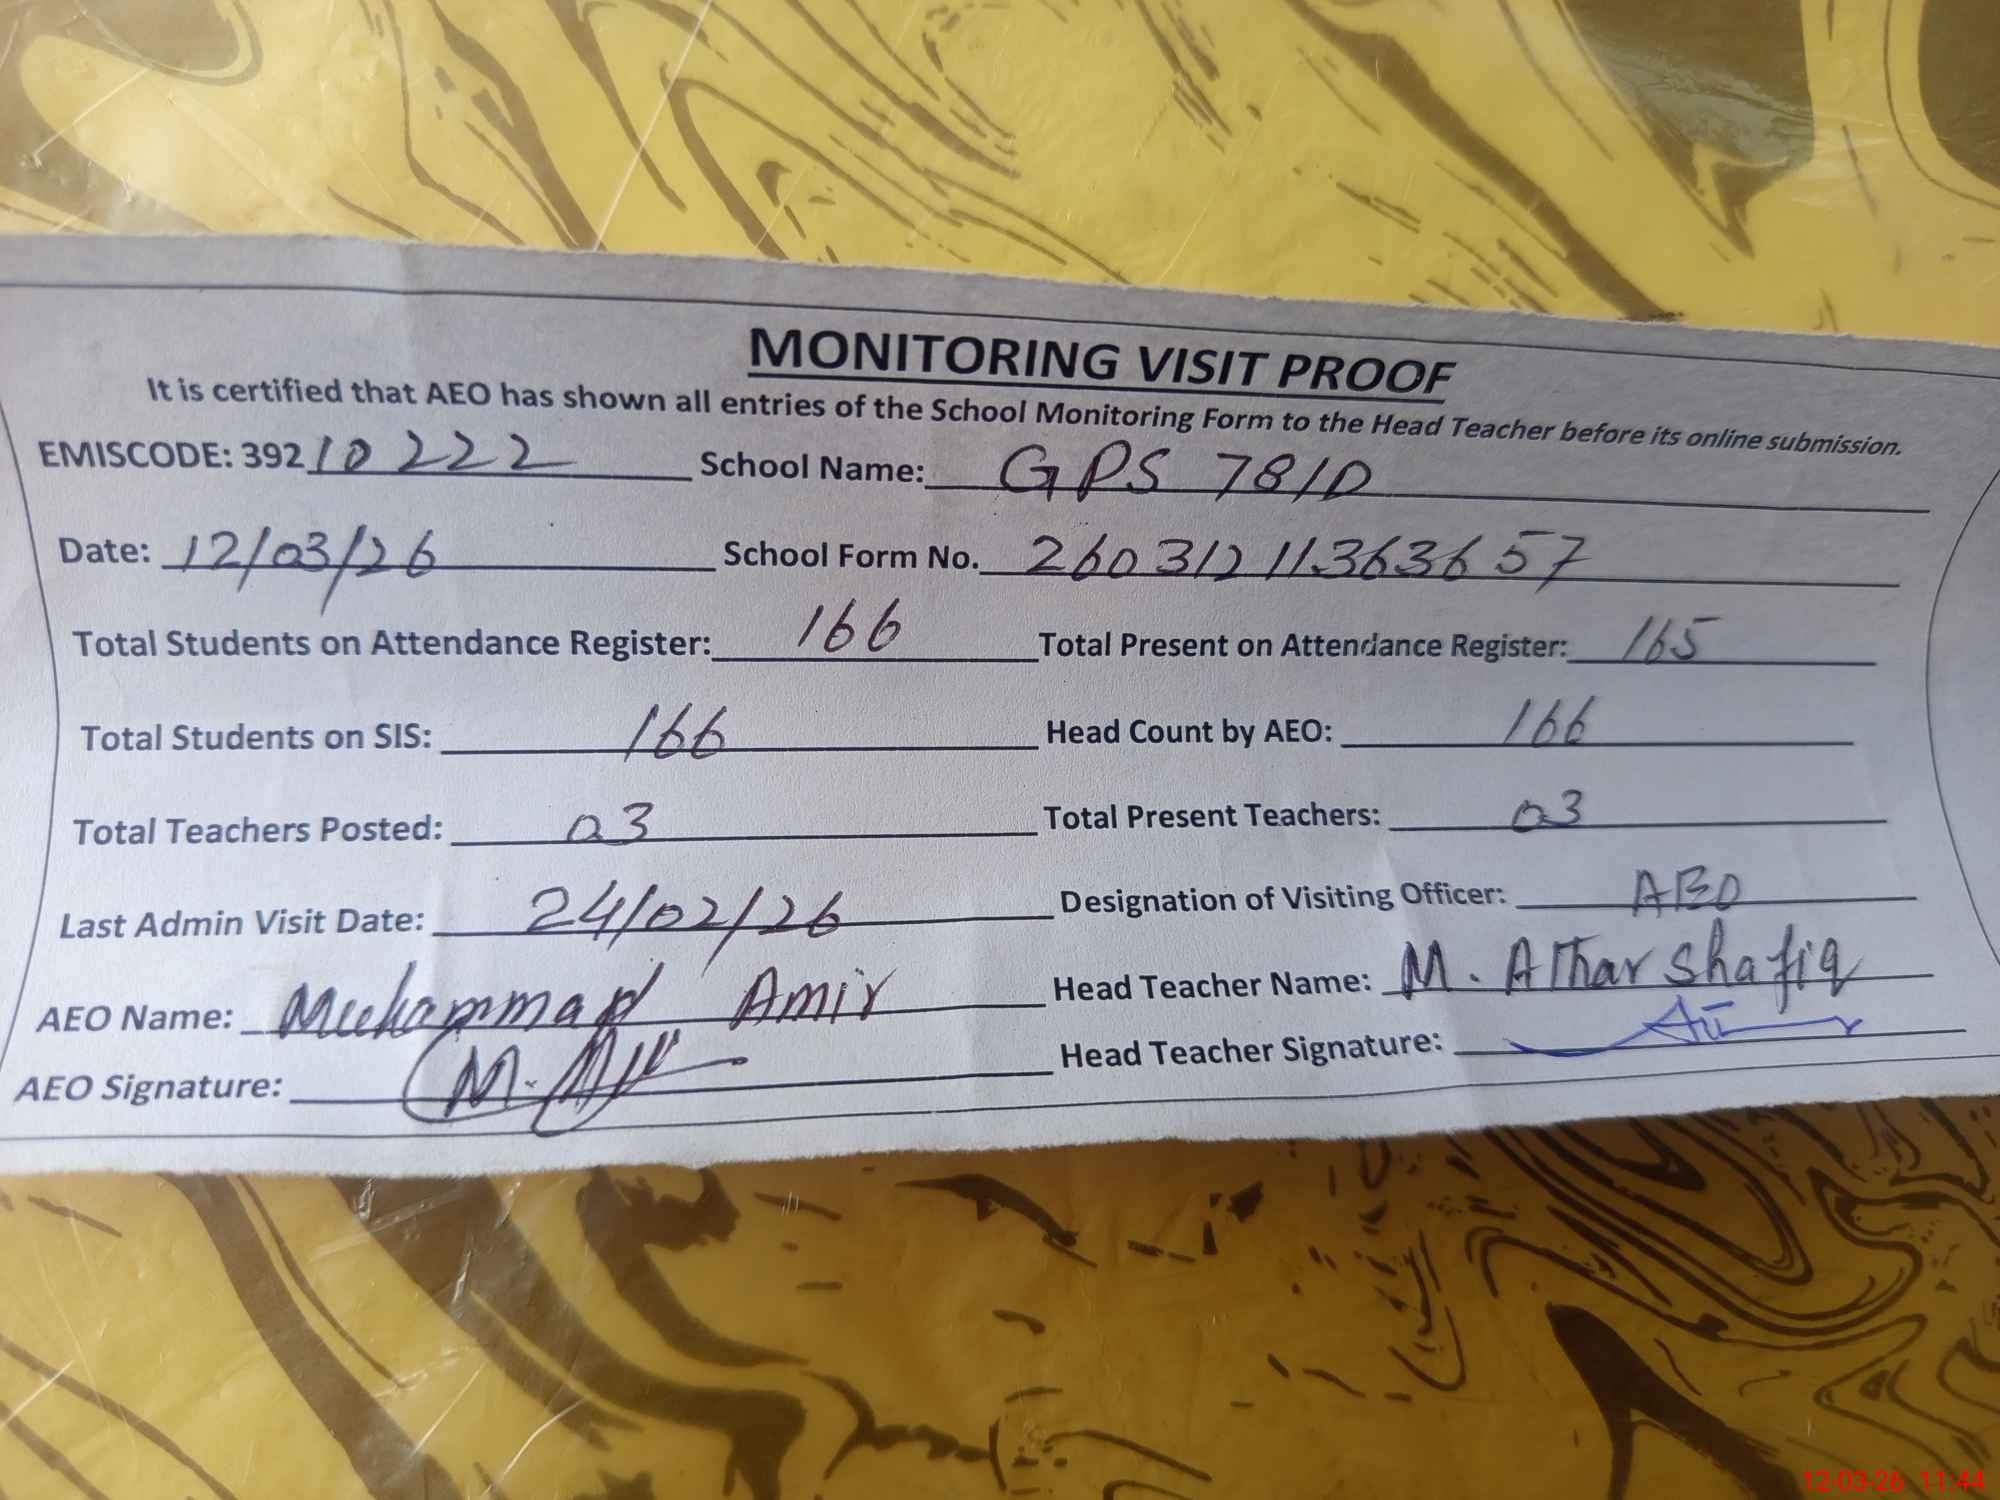 MONITORING VISIT PROOF
It is certified that AEO has shown all entries of the School Monitoring Form to the Head Teacher before its online submission.
EMISCODE: 39210222 School Name: GPS 78/D
Date: 12/03/26 School Form No. 26031211363657
Total Students on Attendance Register: 166 Total Present on Attendance Register: 165
Total Students on SIS: 166 Head Count by AEO: 166
Total Teachers Posted: 03 Total Present Teachers: 03
Last Admin Visit Date: 24/02/26 Designation of Visiting Officer: AEO
AEO Name: Muhammad Amir Head Teacher Name: M. Athar Shafiq
AEO Signature: Head Teacher Signature:
12-03-26 11:44